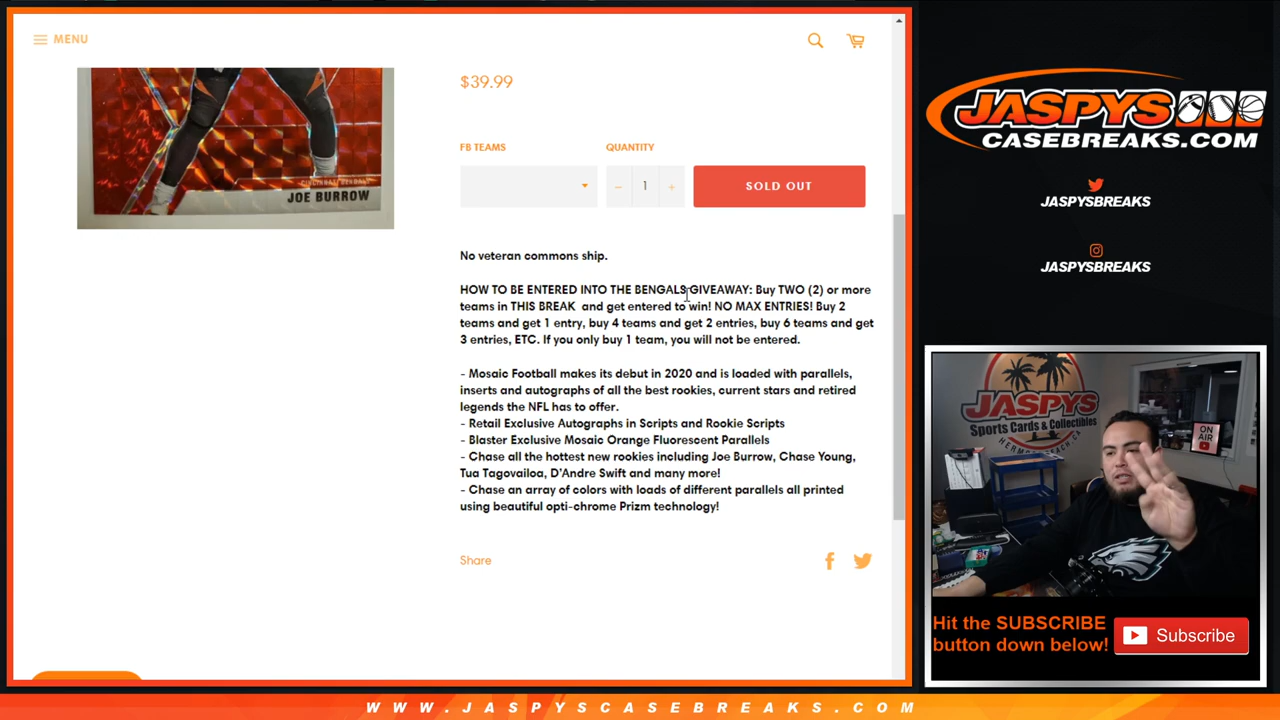 MENU
$39.99
FB TEAMS
QUANTITY
− 1 +
SOLD OUT
CINCINNATI BENGALS
JOE BURROW
No veteran commons ship.
HOW TO BE ENTERED INTO THE BENGALS GIVEAWAY: Buy TWO (2) or more
teams in THIS BREAK and get entered to win! NO MAX ENTRIES! Buy 2
teams and get 1 entry, buy 4 teams and get 2 entries, buy 6 teams and get
3 entries, ETC. If you only buy 1 team, you will not be entered.
- Mosaic Football makes its debut in 2020 and is loaded with parallels,
inserts and autographs of all the best rookies, current stars and retired
legends the NFL has to offer.
- Retail Exclusive Autographs in Scripts and Rookie Scripts
- Blaster Exclusive Mosaic Orange Fluorescent Parallels
- Chase all the hottest new rookies including Joe Burrow, Chase Young,
Tua Tagovailoa, D'Andre Swift and many more!
- Chase an array of colors with loads of different parallels all printed
using beautiful opti-chrome Prizm technology!
Share
JASPYS
CASEBREAKS.COM
JASPYSBREAKS
JASPYSBREAKS
JASPYS
Sports Cards & Collectibles
HERMOSA BEACH, CA
ON
AIR
Hit the SUBSCRIBE
button down below!
Subscribe
WWW.JASPYSCASEBREAKS.COM